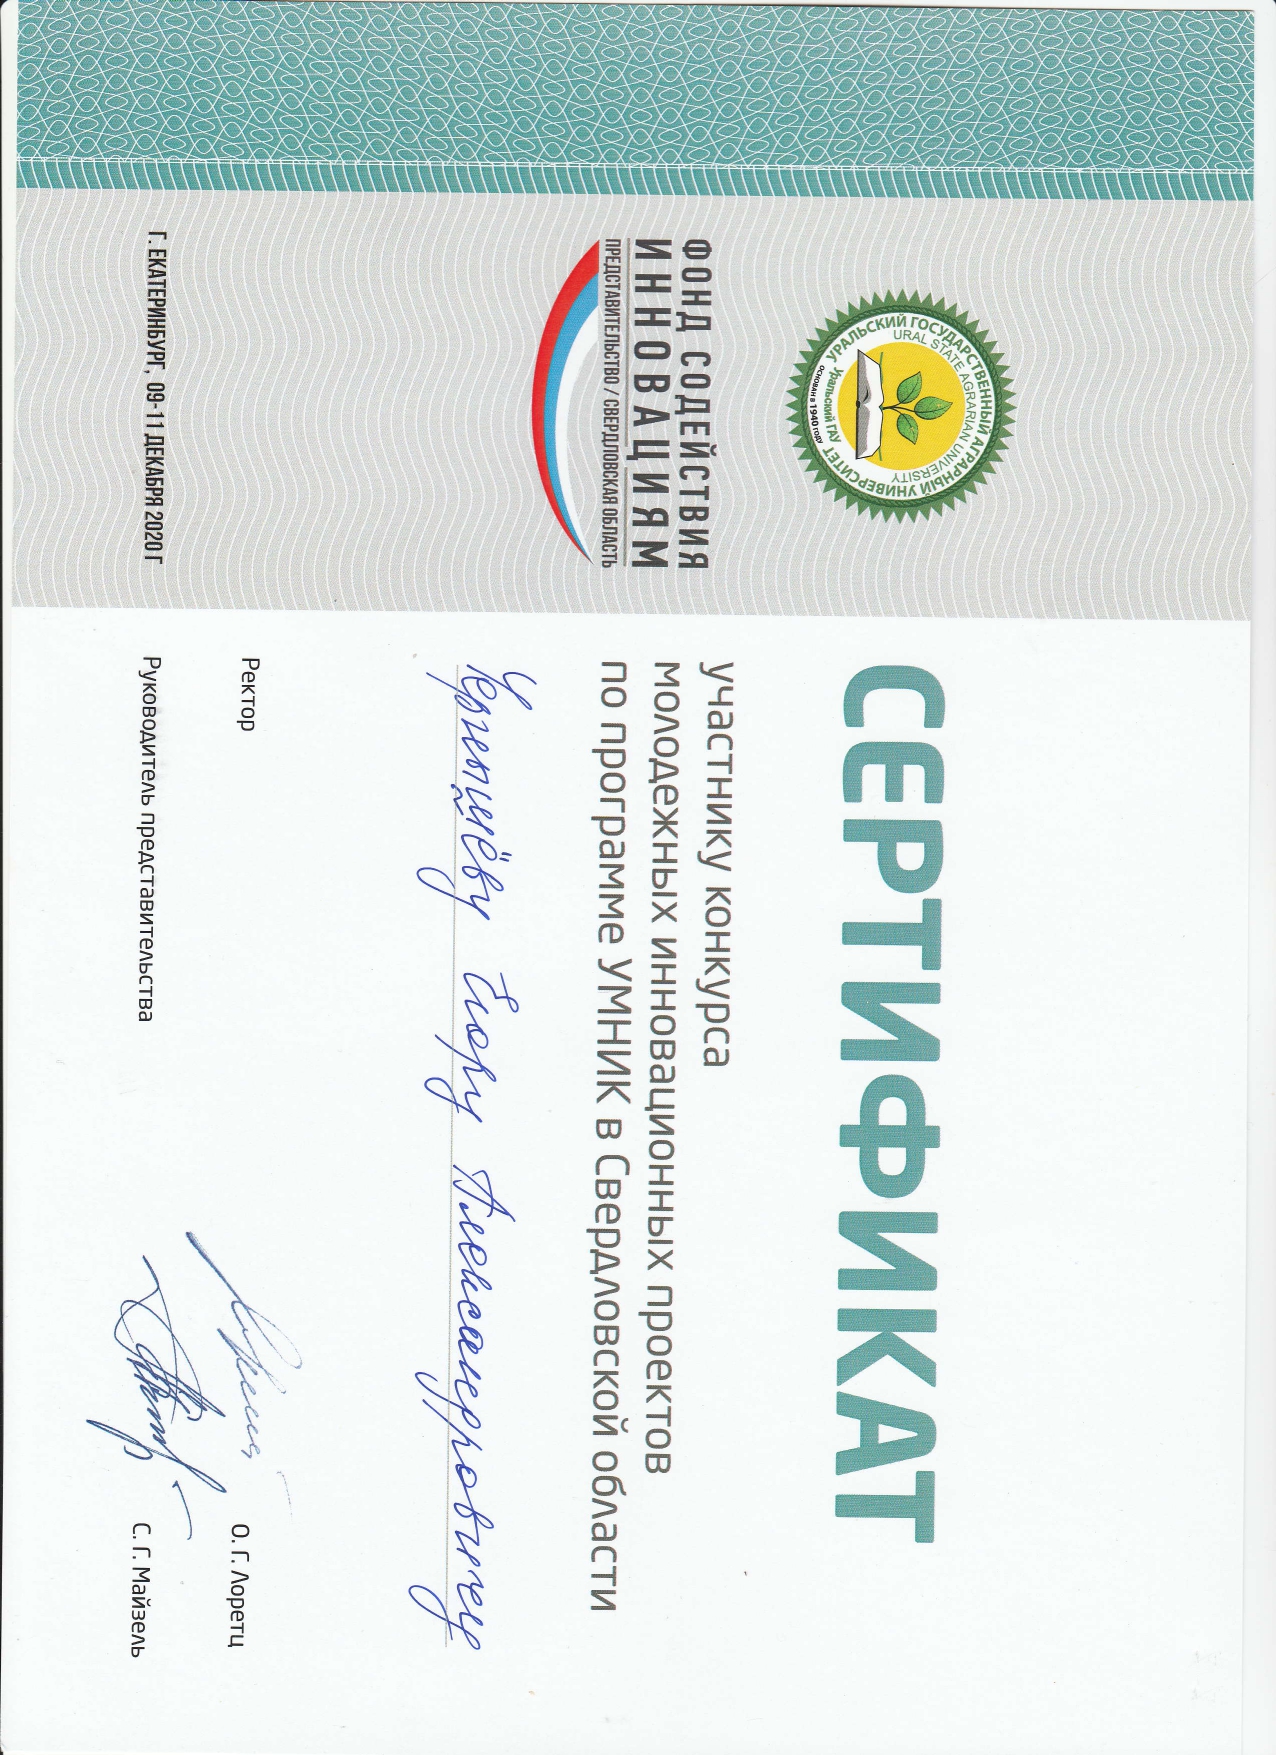 УРАЛЬСКИЙ ГОСУДАРСТВЕННЫЙ АГРАРНЫЙ УНИВЕРСИТЕТ
URAL STATE AGRARIAN UNIVERSITY
Уральский ГАУ
ОСНОВАН В 1940 ГОДУ
ФОНД СОДЕЙСТВИЯ
ИННОВАЦИЯМ
ПРЕДСТАВИТЕЛЬСТВО / СВЕРДЛОВСКАЯ ОБЛАСТЬ
Г. ЕКАТЕРИНБУРГ, 09-11 ДЕКАБРЯ 2020 Г
СЕРТИФИКАТ
участнику конкурса
молодежных инновационных проектов
по программе УМНИК в Свердловской области
Чернышёву Егору Александровичу
Ректор О. Г. Лоретц
Руководитель представительства С. Г. Майзель